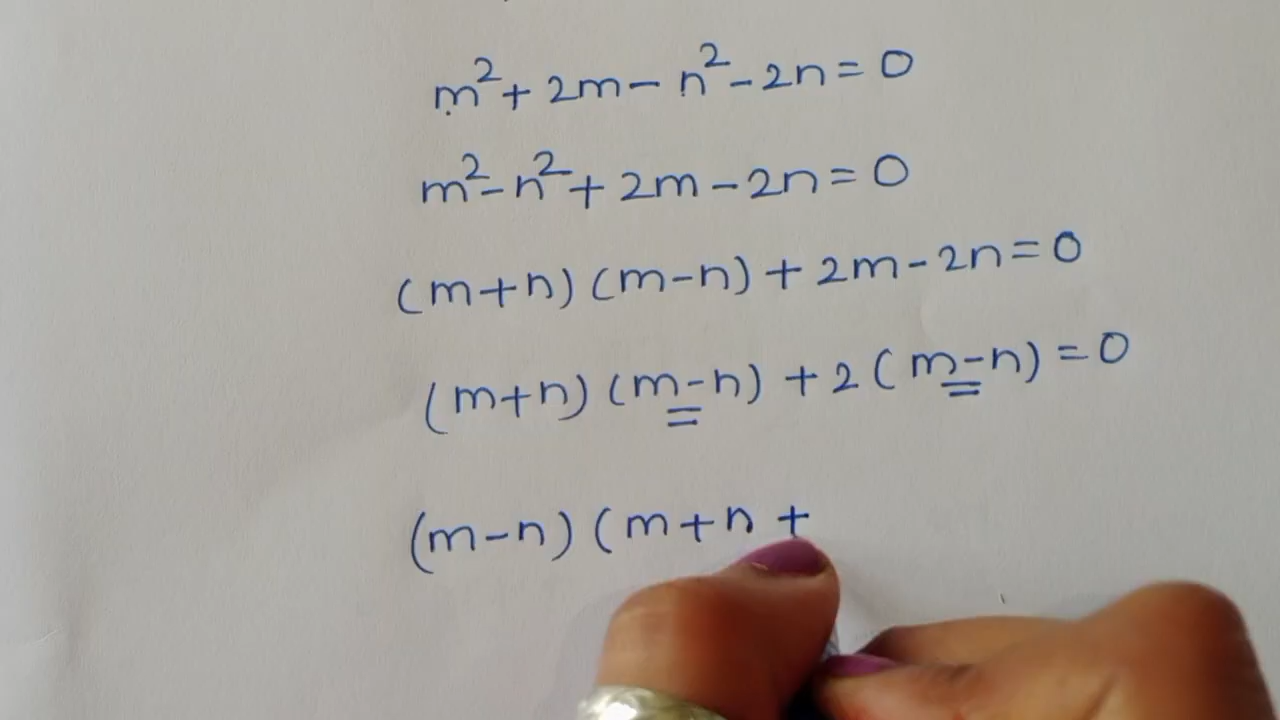 m² + 2m - n² - 2n = 0
m² - n² + 2m - 2n = 0
(m+n) (m-n) + 2m - 2n = 0
(m+n) (m-n) + 2 (m-n) = 0
(m-n) (m+n +